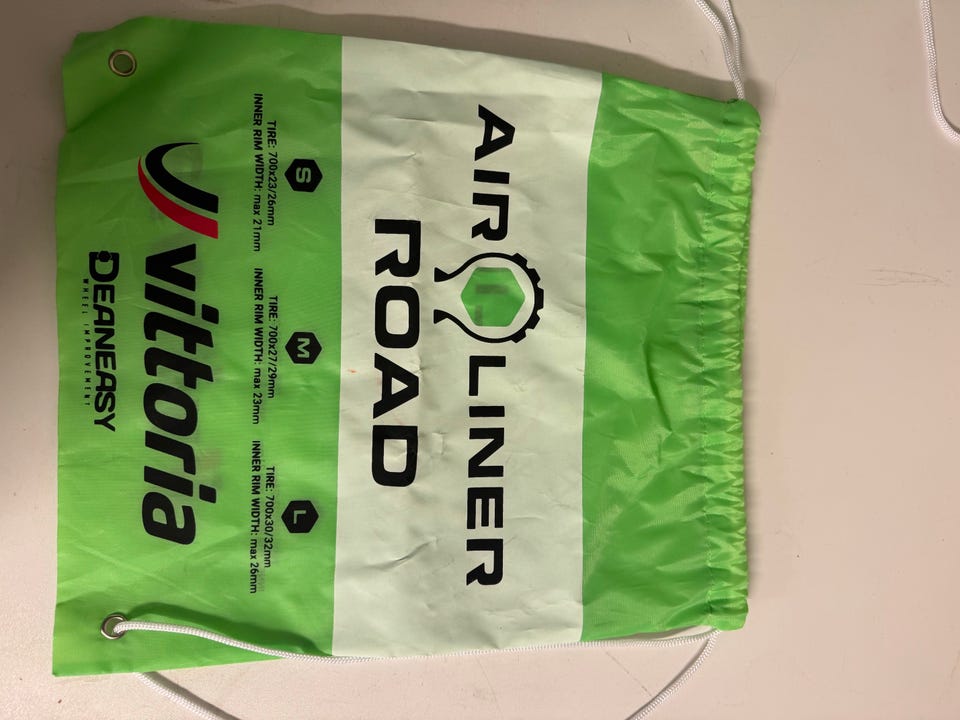 AIR LINER
ROAD
S
TIRE: 700x23/26mm
INNER RIM WIDTH: max 21mm
M
TIRE: 700x27/29mm
INNER RIM WIDTH: max 23mm
L
TIRE: 700x30/32mm
INNER RIM WIDTH: max 26mm
vittoria
DEANEASY
WHEEL IMPROVEMENT